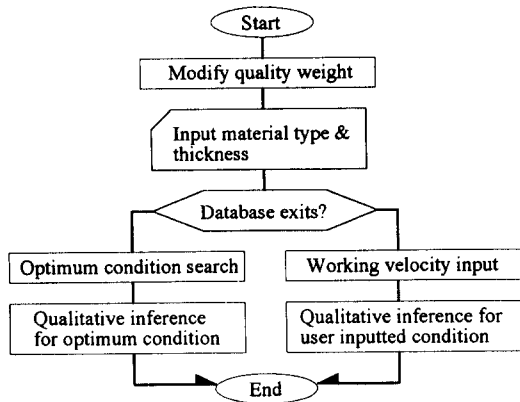 Start
Modify quality weight
Input material type &
thickness
Database exits?
Optimum condition search
Working velocity input
Qualitative inference
for optimum condition
Qualitative inference for
user inputted condition
End